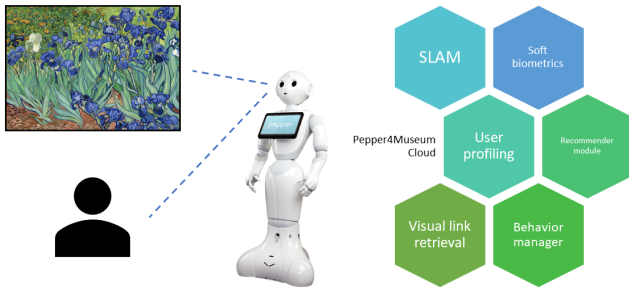 pepper
SLAM
Soft
biometrics
Pepper4Museum
Cloud
User
profiling
Recommender
module
Visual link
retrieval
Behavior
manager